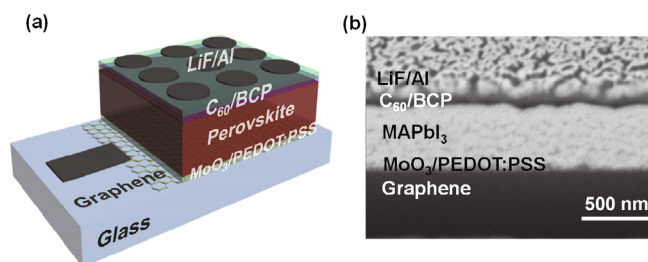 (a)
LiF/Al
C60/BCP
Perovskite
MoO3/PEDOT:PSS
Graphene
Glass
(b)
LiF/Al
C60/BCP
MAPbI3
MoO3/PEDOT:PSS
Graphene
500 nm